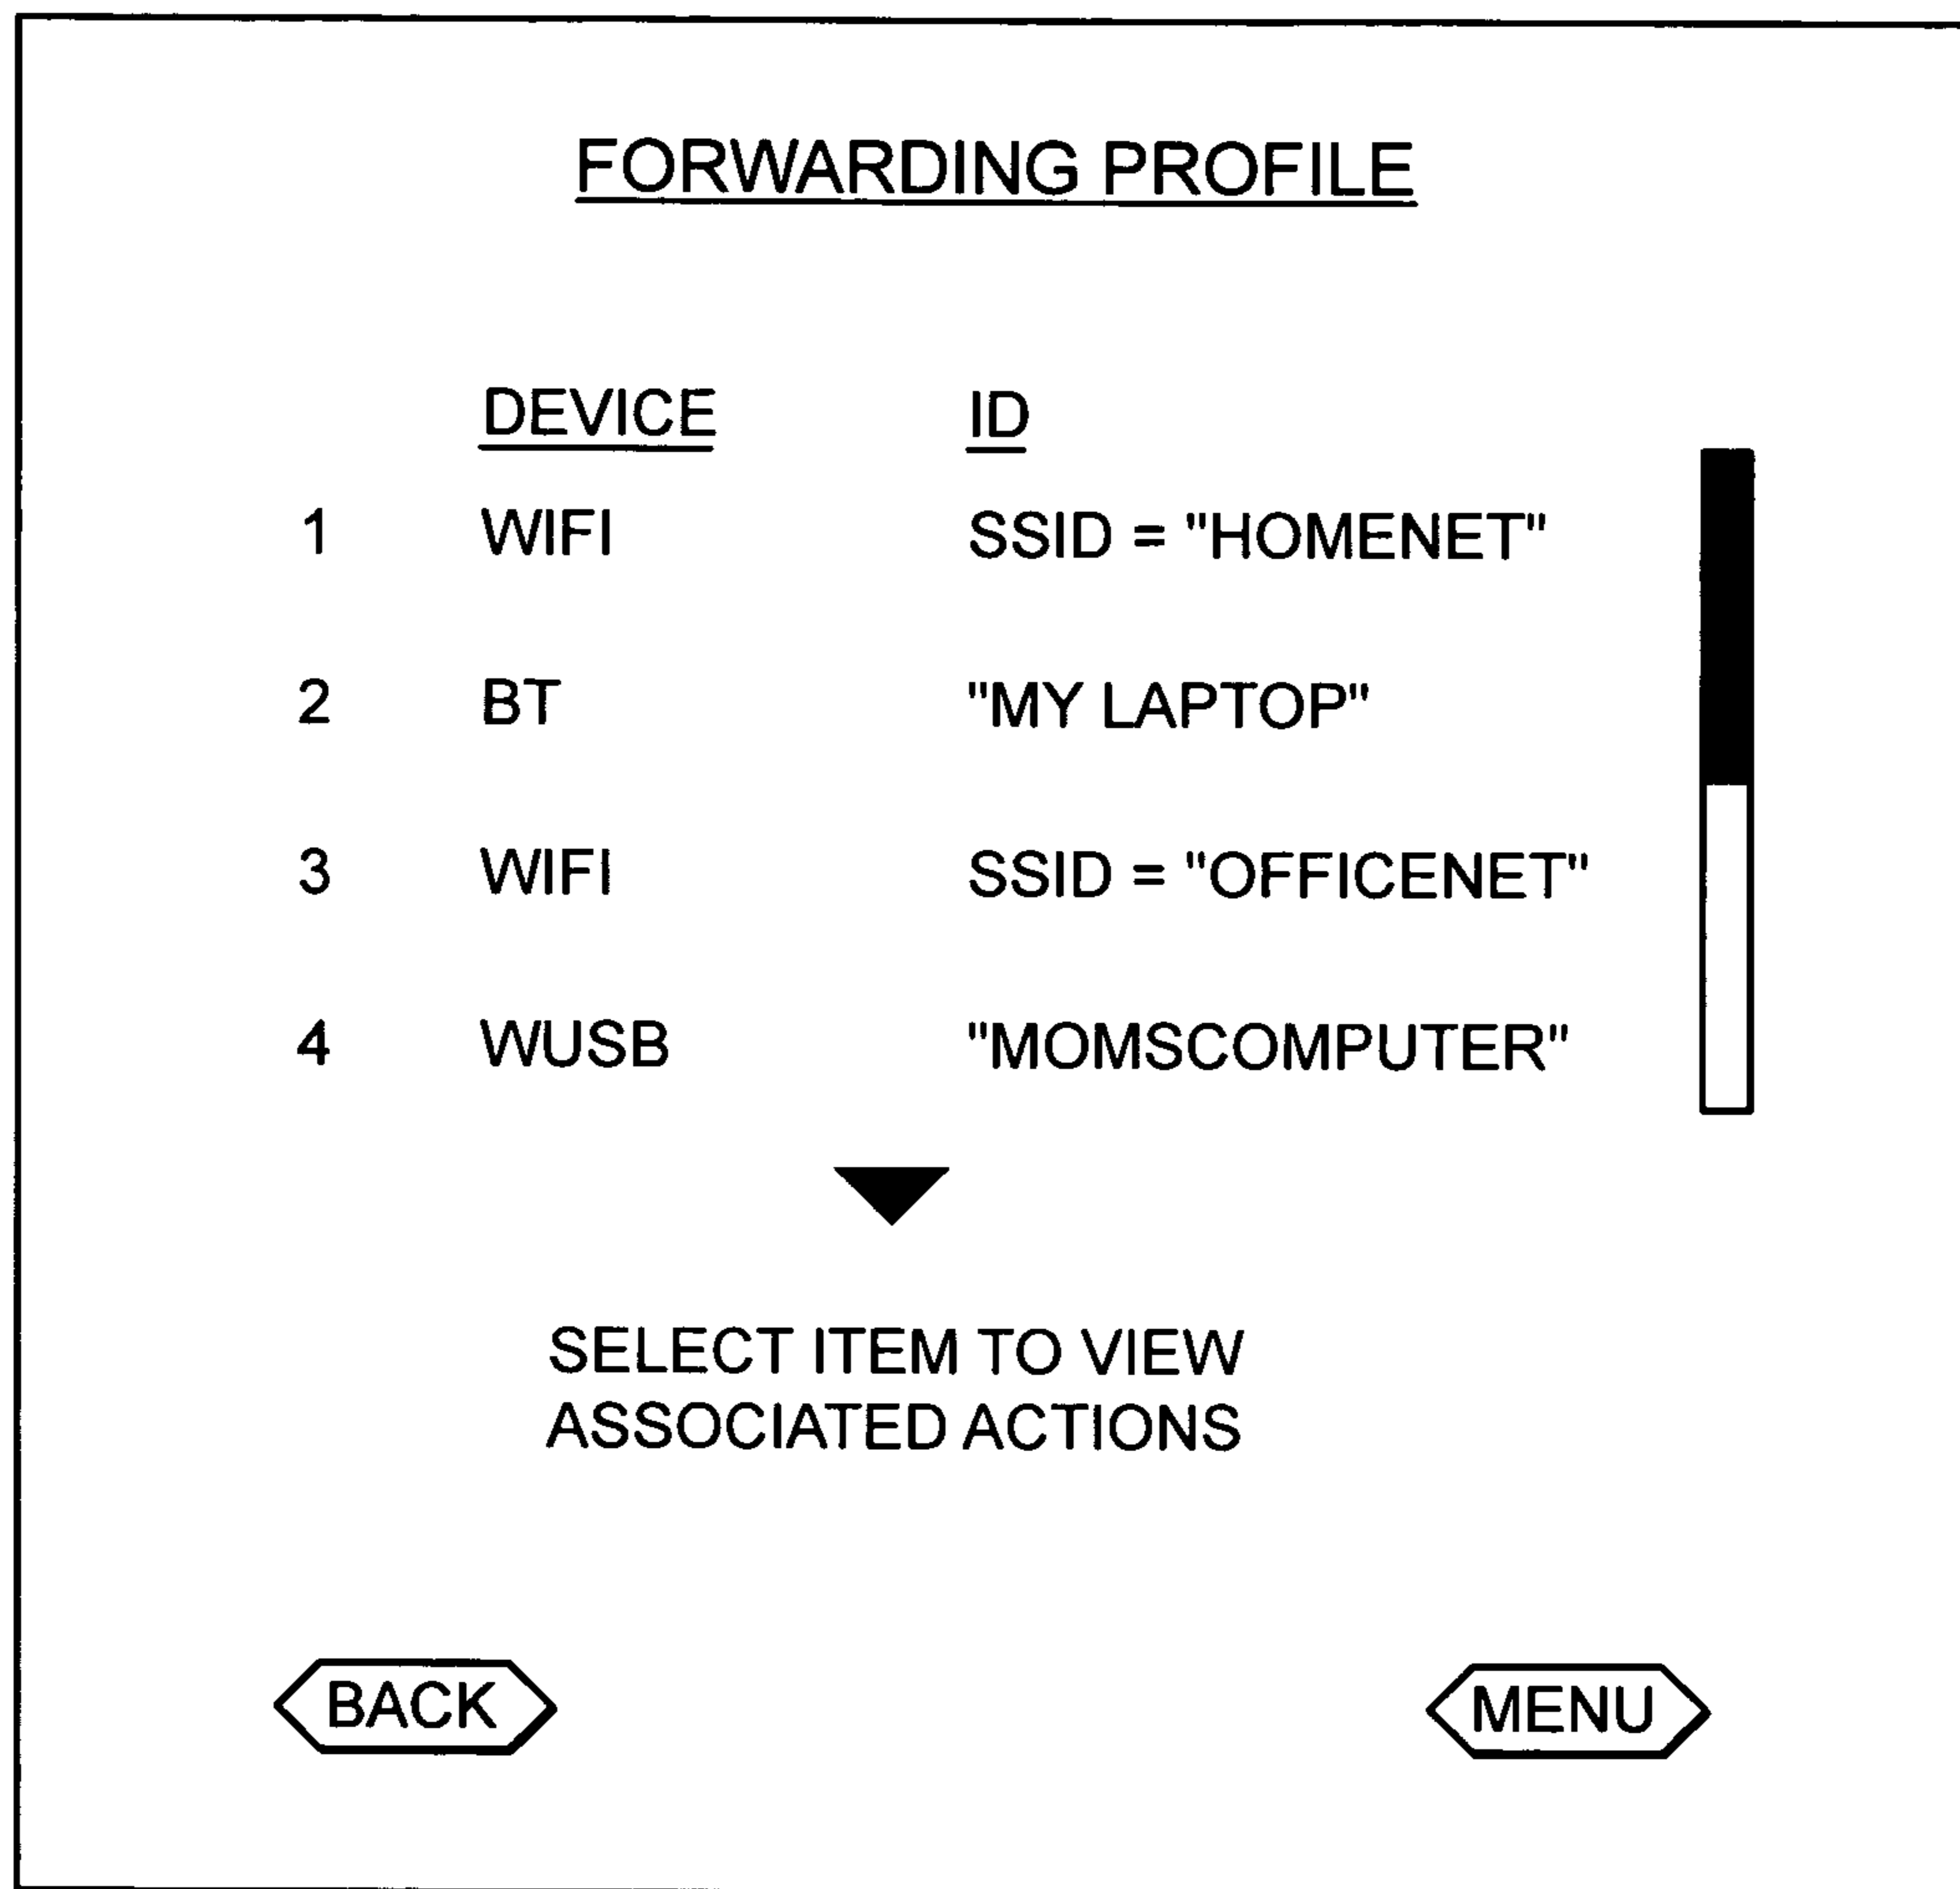 FORWARDING PROFILE
DEVICE ID
1 WIFI SSID = "HOMENET"
2 BT "MY LAPTOP"
3 WIFI SSID = "OFFICENET"
4 WUSB "MOMSCOMPUTER"
SELECT ITEM TO VIEW
ASSOCIATED ACTIONS
BACK MENU